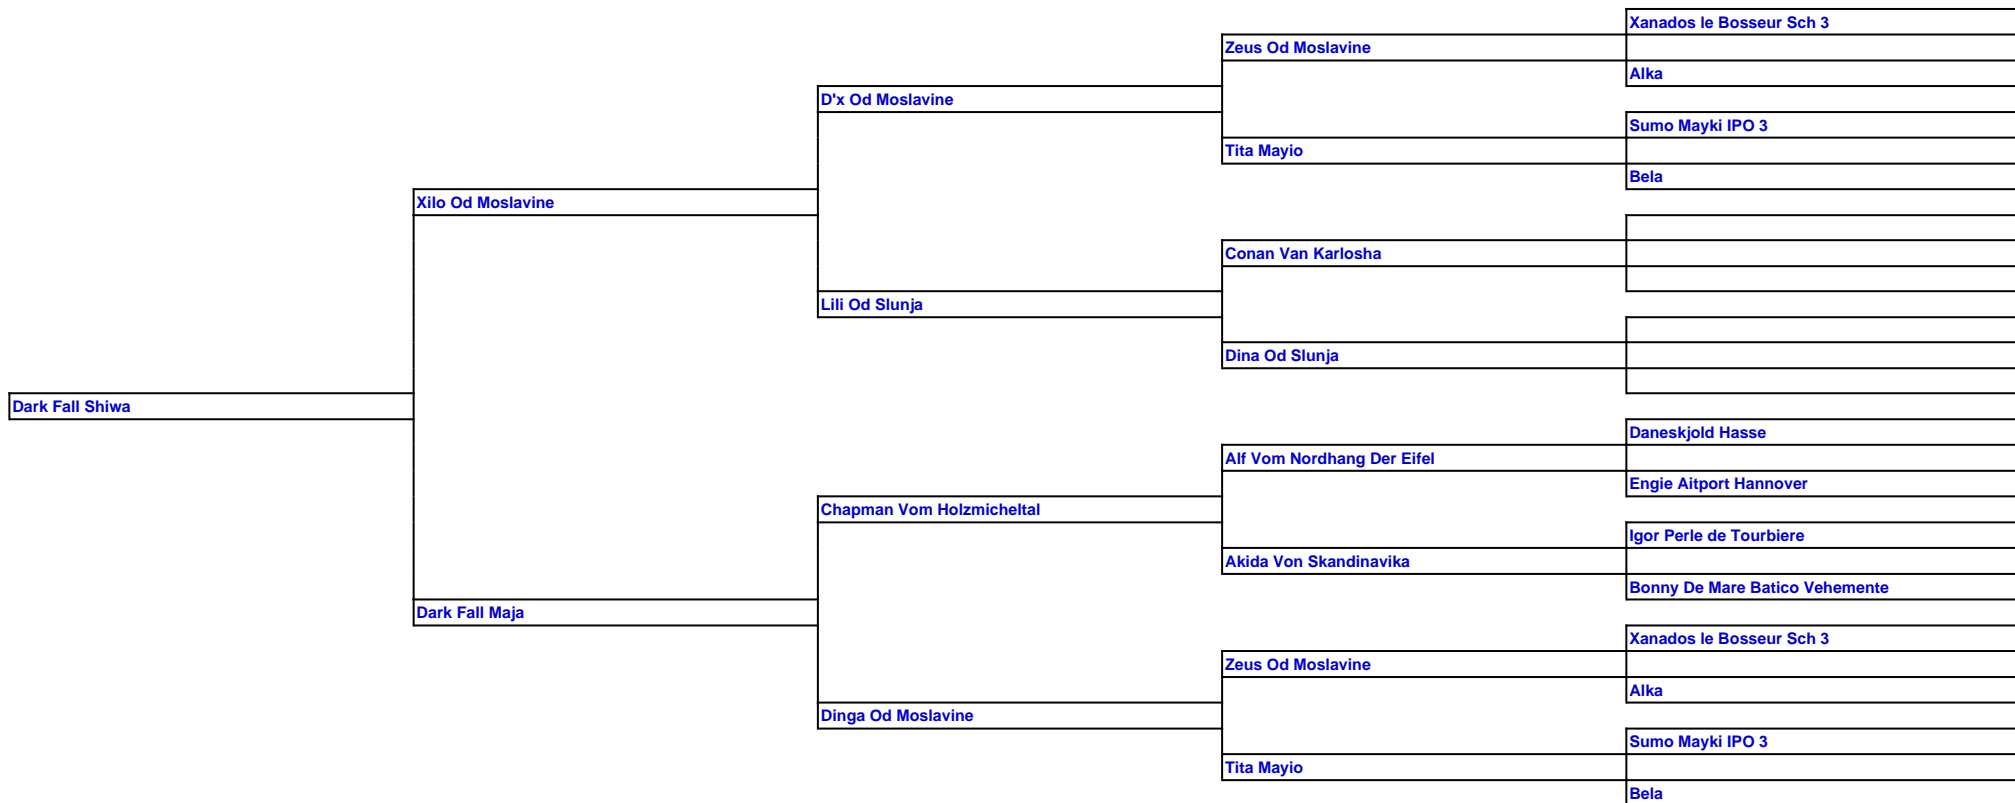 Xanados le Bosseur Sch 3
Zeus Od Moslavine
Alka
D'x Od Moslavine
Sumo Mayki IPO 3
Tita Mayio
Bela
Xilo Od Moslavine
Conan Van Karlosha
Lili Od Slunja
Dina Od Slunja
Dark Fall Shiwa
Daneskjold Hasse
Alf Vom Nordhang Der Eifel
Engie Aitport Hannover
Chapman Vom Holzmicheltal
Igor Perle de Tourbiere
Akida Von Skandinavika
Bonny De Mare Batico Vehemente
Dark Fall Maja
Xanados le Bosseur Sch 3
Zeus Od Moslavine
Alka
Dinga Od Moslavine
Sumo Mayki IPO 3
Tita Mayio
Bela